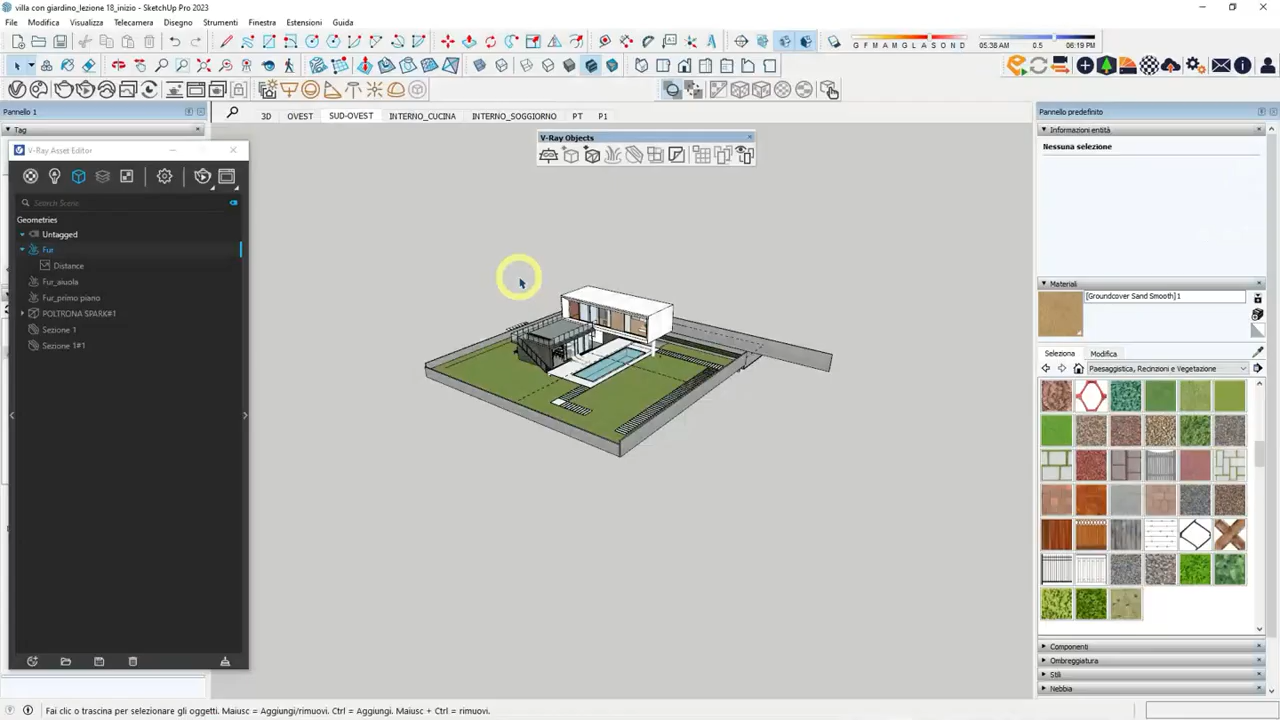 villa con giardino_lezione 18_inizio - SketchUp Pro 2023
File Modifica Visualizza Telecamera Disegno Strumenti Finestra Estensioni Guida
G F M A M G L A S O N D
05:38 AM 0.5 06:19 PM
Pannello 1
Tag
V-Ray Asset Editor
Search Scene
Geometries
Untagged
Fur
Distance
Fur_aiuola
Fur_primo piano
POLTRONA SPARK#1
Sezione 1
Sezione 1#1
3D OVEST SUD-OVEST INTERNO_CUCINA INTERNO_SOGGIORNO PT P1
V-Ray Objects
Pannello predefinito
Informazioni entità
Nessuna selezione
Materiali
[Groundcover Sand Smooth]1
Seleziona Modifica
Paesaggistica, Recinzioni e Vegetazione
Componenti
Ombreggiatura
Stili
Nebbia
Fai clic o trascina per selezionare gli oggetti. Maiusc = Aggiungi/rimuovi. Ctrl = Aggiungi. Maiusc + Ctrl = rimuovi.